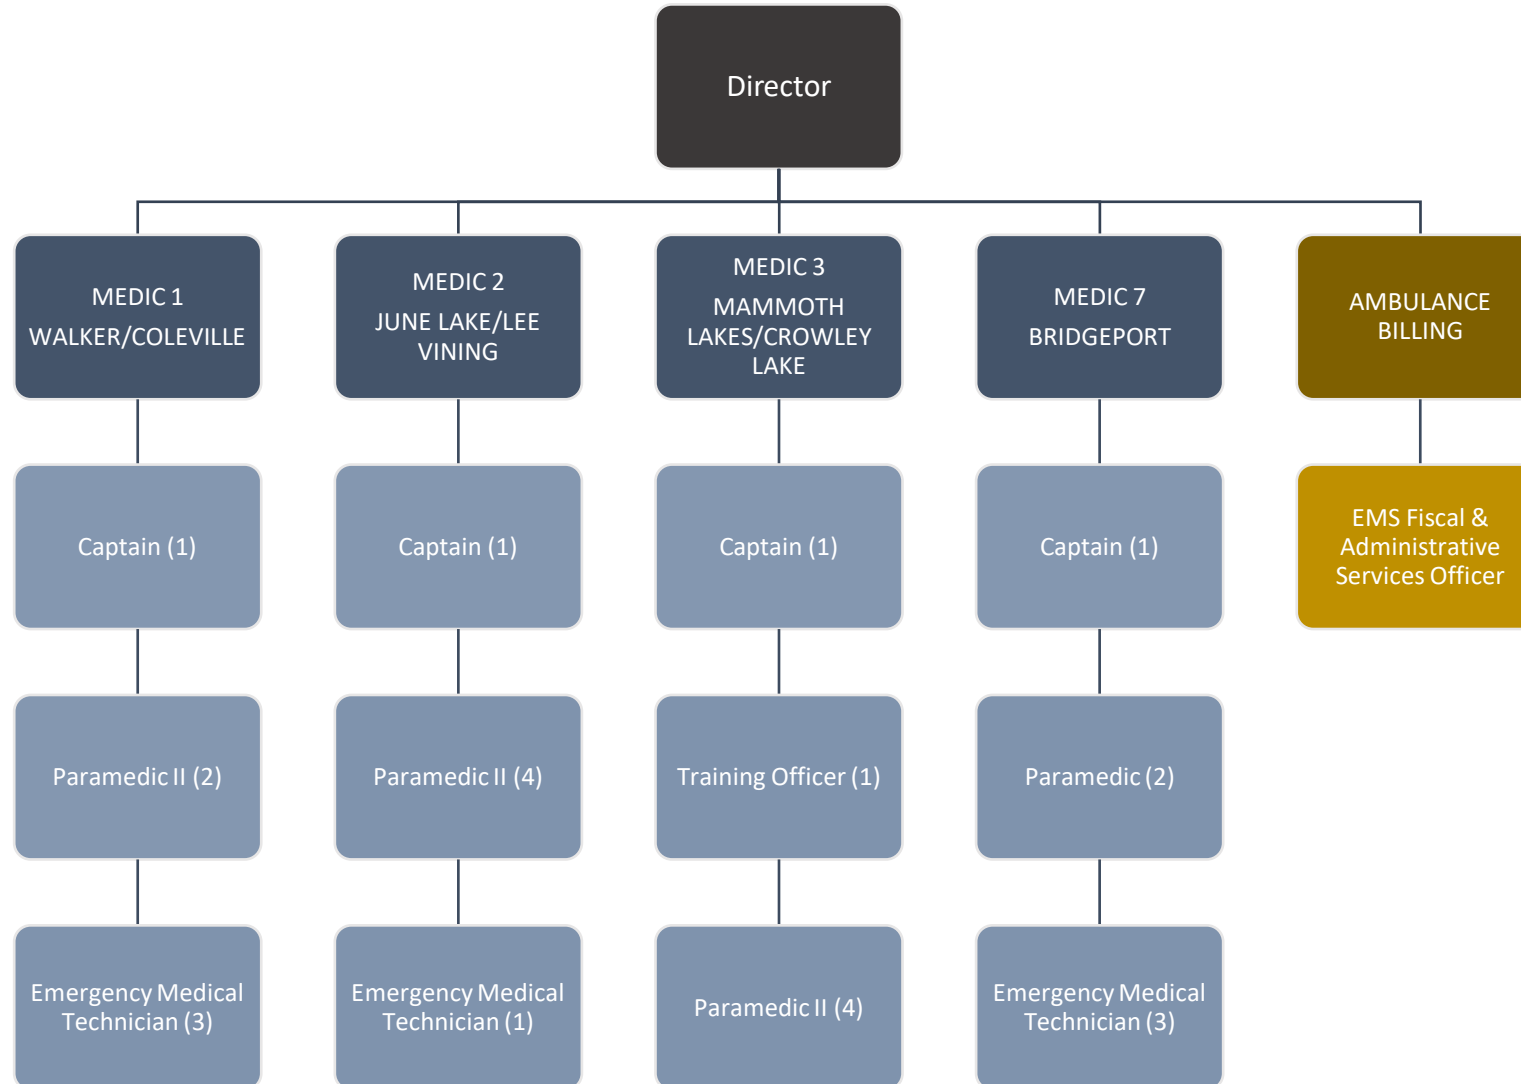 Director
MEDIC 1
WALKER/COLEVILLE
MEDIC 2
JUNE LAKE/LEE
VINING
MEDIC 3
MAMMOTH
LAKES/CROWLEY
LAKE
MEDIC 7
BRIDGEPORT
AMBULANCE
BILLING
Captain (1)
Captain (1)
Captain (1)
Captain (1)
EMS Fiscal &
Administrative
Services Officer
Paramedic II (2)
Paramedic II (4)
Training Officer (1)
Paramedic (2)
Emergency Medical
Technician (3)
Emergency Medical
Technician (1)
Paramedic II (4)
Emergency Medical
Technician (3)